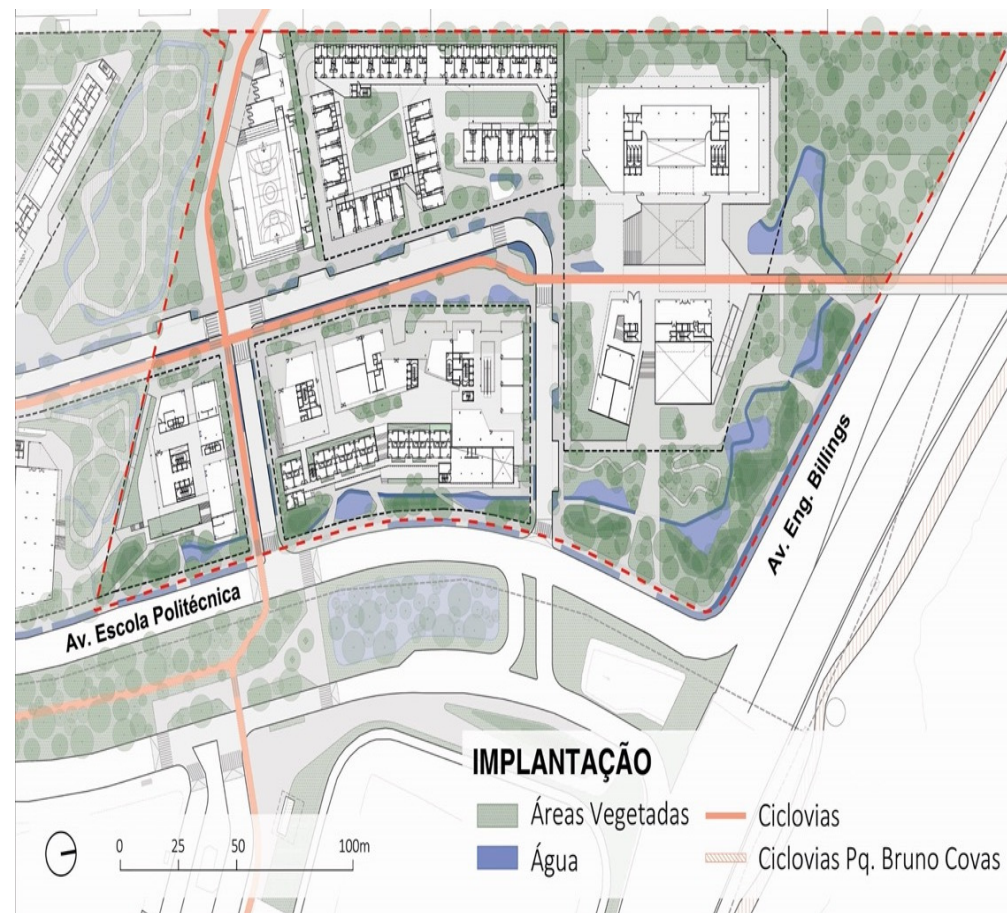 Av. Escola Politécnica
Av. Eng. Billings
IMPLANTAÇÃO
Áreas Vegetadas
Ciclovias
Água
Ciclovias Pq. Bruno Covas
0 25 50 100m